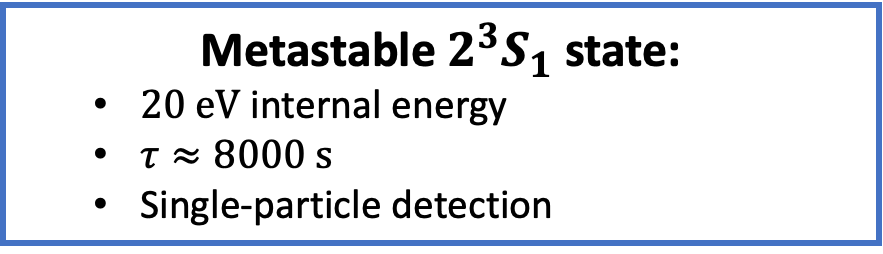 Metastable 2³S₁ state:
• 20 eV internal energy
• τ ≈ 8000 s
• Single-particle detection